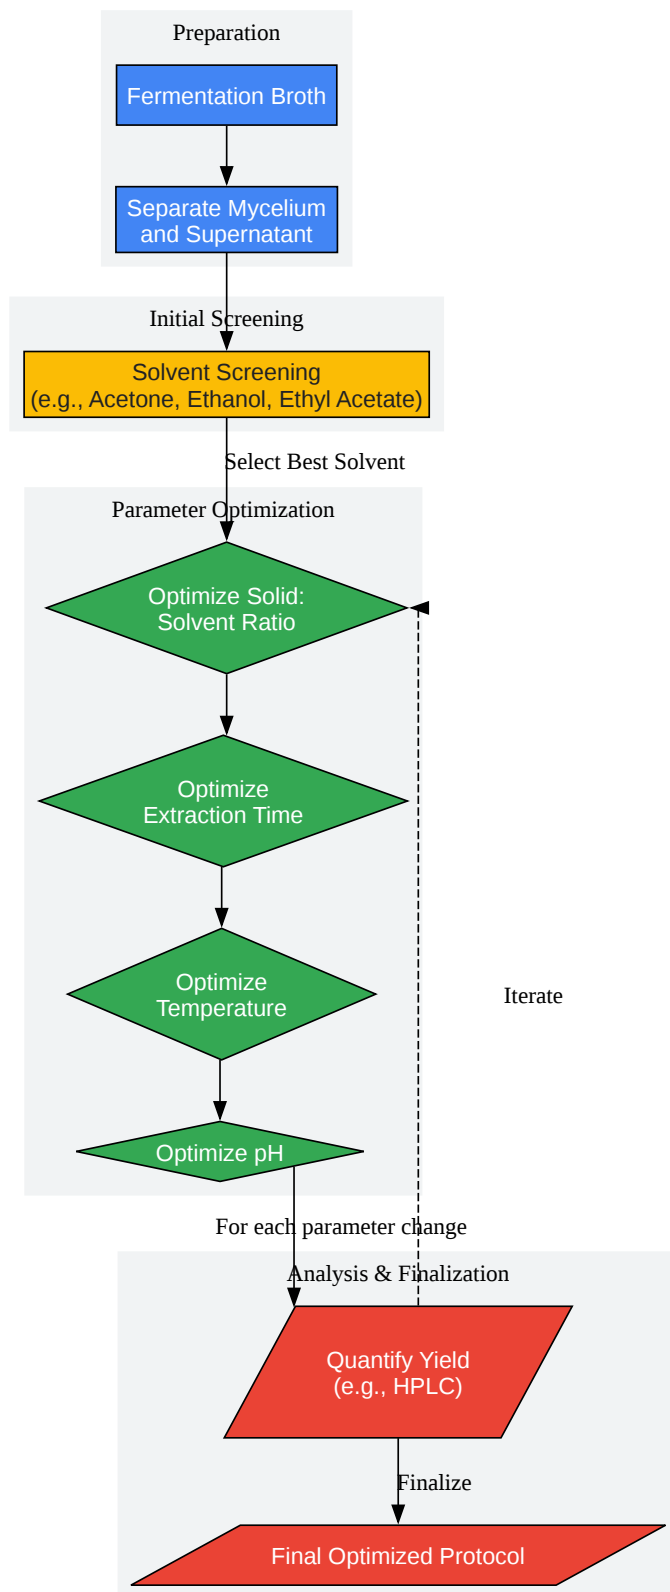 Preparation
Fermentation Broth
Separate Mycelium
and Supernatant
Initial Screening
Solvent Screening
(e.g., Acetone, Ethanol, Ethyl Acetate)
Select Best Solvent
Parameter Optimization
Optimize Solid:
Solvent Ratio
Optimize
Extraction Time
Optimize
Temperature
Iterate
Optimize pH
For each parameter change
Analysis & Finalization
Quantify Yield
(e.g., HPLC)
Finalize
Final Optimized Protocol